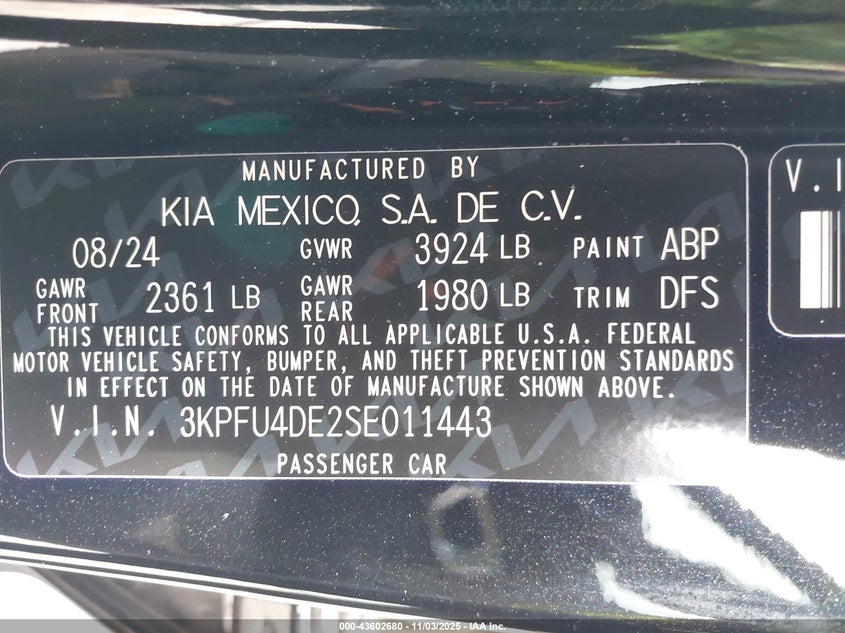 MANUFACTURED BY
KIA MEXICO, S.A. DE C.V.
08/24 GVWR 3924 LB PAINT ABP
GAWR FRONT 2361 LB GAWR REAR 1980 LB TRIM DFS
THIS VEHICLE CONFORMS TO ALL APPLICABLE U.S.A. FEDERAL
MOTOR VEHICLE SAFETY, BUMPER, AND THEFT PREVENTION STANDARDS
IN EFFECT ON THE DATE OF MANUFACTURE SHOWN ABOVE.
V.I.N. 3KPFU4DE2SE011443
PASSENGER CAR
V.I
000-43602680 - 11/03/2025 - IAA Inc.